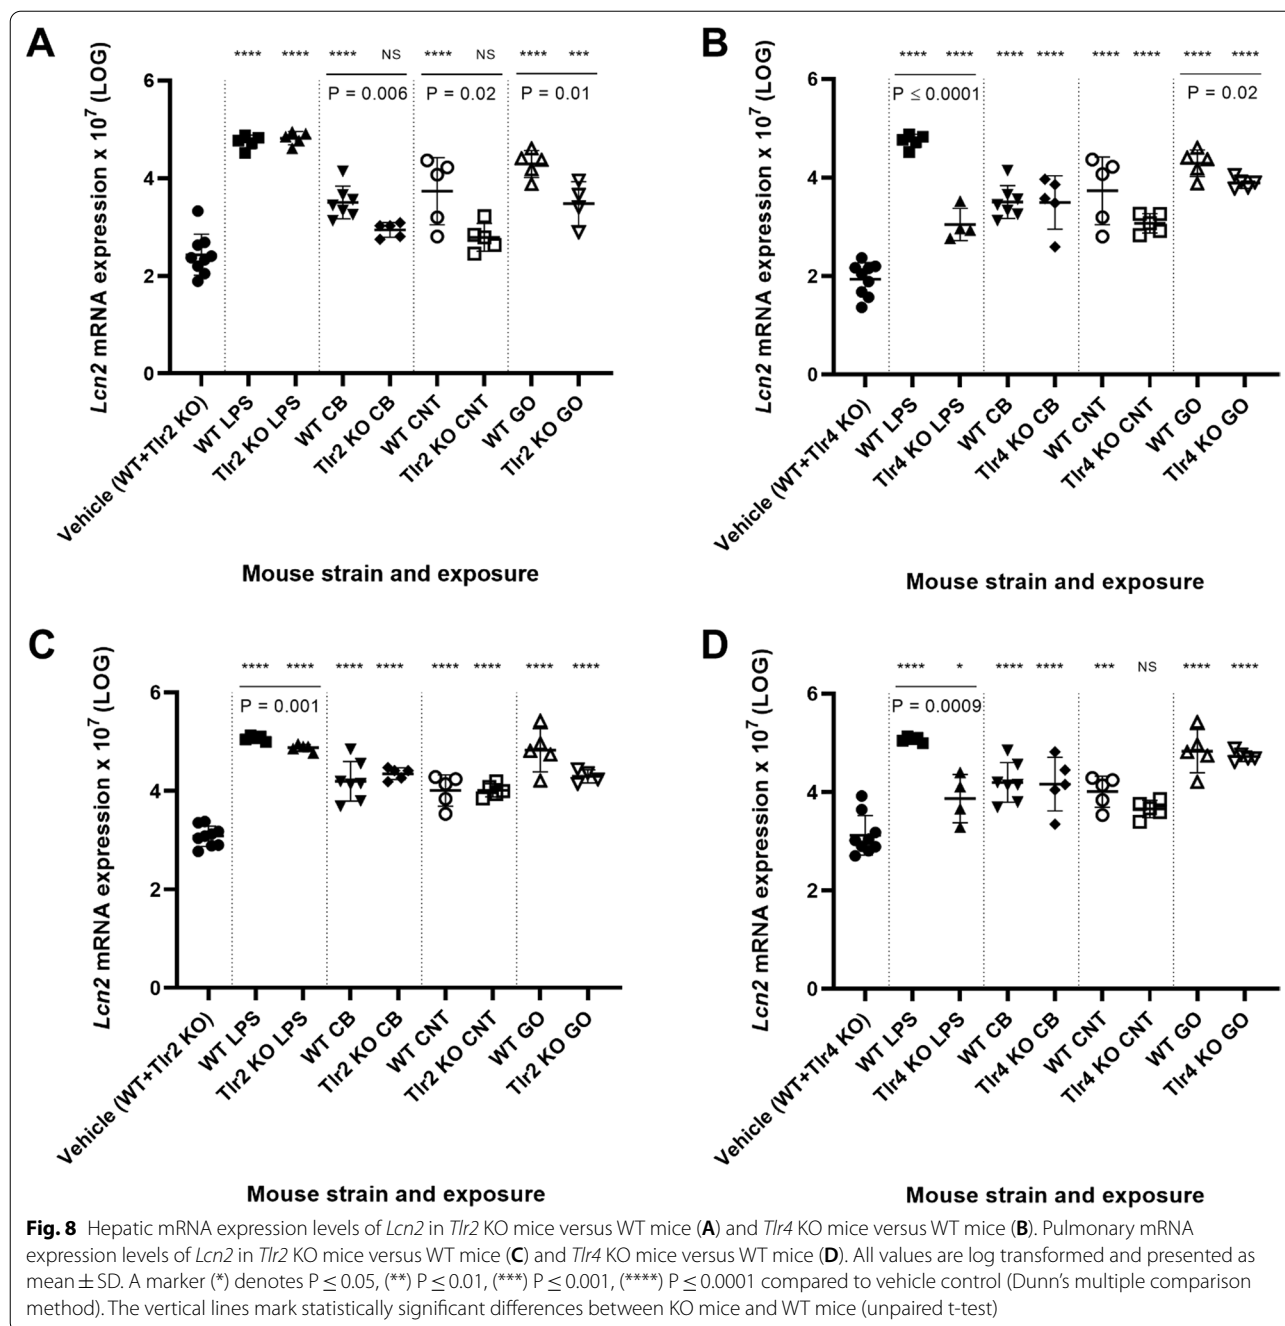 A
Lcn2 mRNA expression x 10⁷ (LOG)
**** **** **** NS **** NS **** ***
P = 0.006 P = 0.02 P = 0.01
6
4
2
0
Vehicle (WT+Tlr2 KO)
WT LPS
Tlr2 KO LPS
WT CB
Tlr2 KO CB
WT CNT
Tlr2 KO CNT
WT GO
Tlr2 KO GO
Mouse strain and exposure
B
Lcn2 mRNA expression x 10⁷ (LOG)
**** **** **** **** **** **** **** ****
P ≤ 0.0001 P = 0.02
6
4
2
0
Vehicle (WT+Tlr4 KO)
WT LPS
Tlr4 KO LPS
WT CB
Tlr4 KO CB
WT CNT
Tlr4 KO CNT
WT GO
Tlr4 KO GO
Mouse strain and exposure
C
Lcn2 mRNA expression x 10⁷ (LOG)
**** **** **** **** **** **** **** ****
P = 0.001
6
4
2
0
Vehicle (WT+Tlr2 KO)
WT LPS
Tlr2 KO LPS
WT CB
Tlr2 KO CB
WT CNT
Tlr2 KO CNT
WT GO
Tlr2 KO GO
Mouse strain and exposure
D
Lcn2 mRNA expression x 10⁷ (LOG)
**** * **** **** *** NS **** ****
P = 0.0009
6
4
2
0
Vehicle (WT+Tlr4 KO)
WT LPS
Tlr4 KO LPS
WT CB
Tlr4 KO CB
WT CNT
Tlr4 KO CNT
WT GO
Tlr4 KO GO
Mouse strain and exposure
Fig. 8 Hepatic mRNA expression levels of Lcn2 in Tlr2 KO mice versus WT mice (A) and Tlr4 KO mice versus WT mice (B). Pulmonary mRNA
expression levels of Lcn2 in Tlr2 KO mice versus WT mice (C) and Tlr4 KO mice versus WT mice (D). All values are log transformed and presented as
mean ± SD. A marker (*) denotes P ≤ 0.05, (**) P ≤ 0.01, (***) P ≤ 0.001, (****) P ≤ 0.0001 compared to vehicle control (Dunn's multiple comparison
method). The vertical lines mark statistically significant differences between KO mice and WT mice (unpaired t-test)